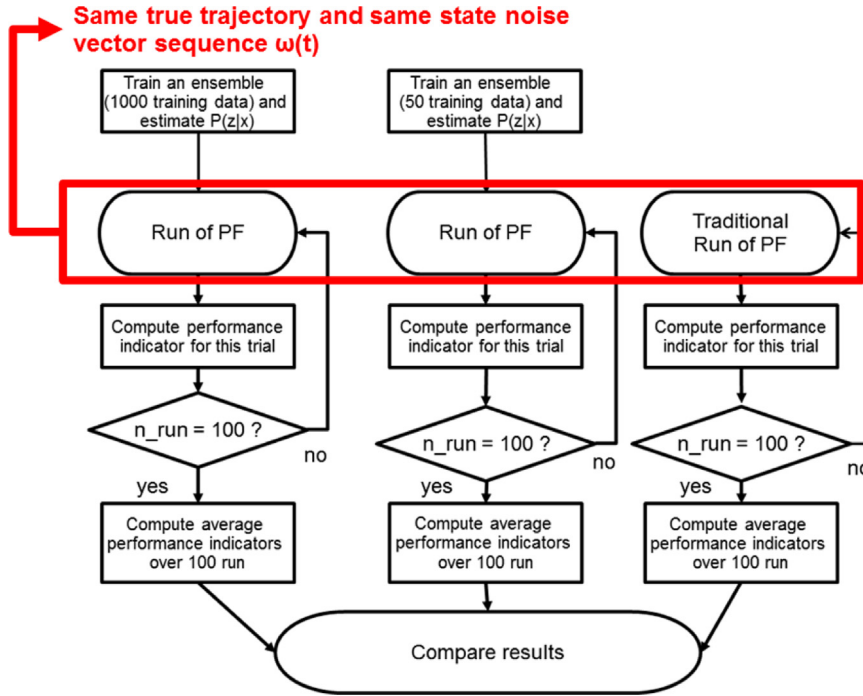 Same true trajectory and same state noise
vector sequence ω(t)
Train an ensemble
(1000 training data) and
estimate P(z|x)
Train an ensemble
(50 training data) and
estimate P(z|x)
Run of PF
Run of PF
Traditional
Run of PF
Compute performance
indicator for this trial
Compute performance
indicator for this trial
Compute performance
indicator for this trial
n_run = 100 ?
n_run = 100 ?
n_run = 100 ?
no
no
no
yes
yes
yes
Compute average
performance indicators
over 100 run
Compute average
performance indicators
over 100 run
Compute average
performance indicators
over 100 run
Compare results